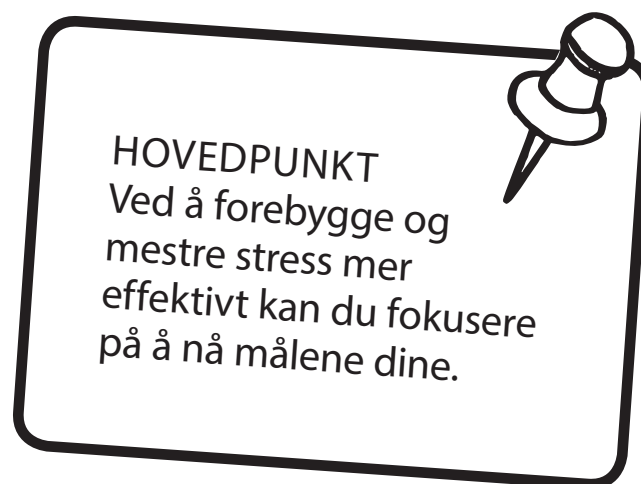 HOVEDPUNKT
Ved å forebygge og
mestre stress mer
effektivt kan du fokusere
på å nå målene dine.